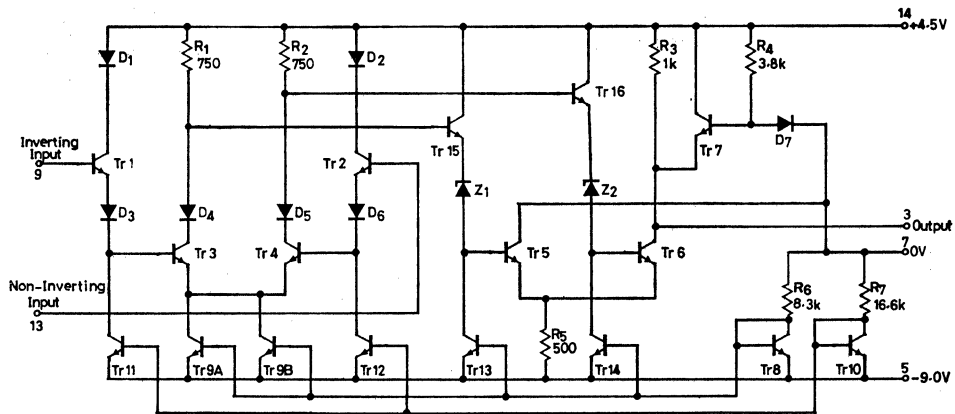 14
+4.5V
D1
R1
750
R2
750
D2
R3
1k
R4
3.8k
Tr 16
Inverting
Input
9
Tr 1
Tr 2
Tr 15
Tr 7
D7
D3
D4
D5
D6
Z1
Z2
3
Output
Tr 3
Tr 4
Tr 5
Tr 6
7
0V
Non-Inverting
Input
13
R6
8.3k
R7
16.6k
R5
500
Tr 11
Tr 9A
Tr 9B
Tr 12
Tr 13
Tr 14
Tr 8
Tr 10
5
-9.0V